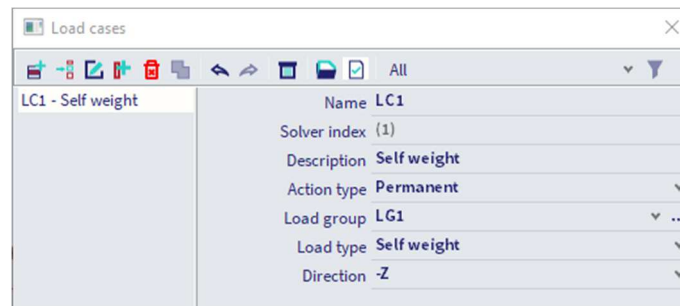 Load cases
All
LC1 - Self weight
Name LC1
Solver index (1)
Description Self weight
Action type Permanent
Load group LG1
Load type Self weight
Direction -Z